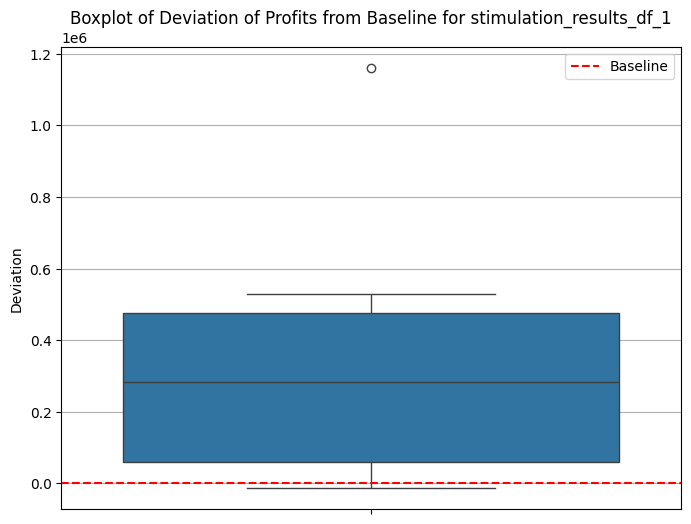 Boxplot of Deviation of Profits from Baseline for stimulation_results_df_1
1e6
1.2
Baseline
1.0
0.8
0.6
Deviation
0.4
0.2
0.0